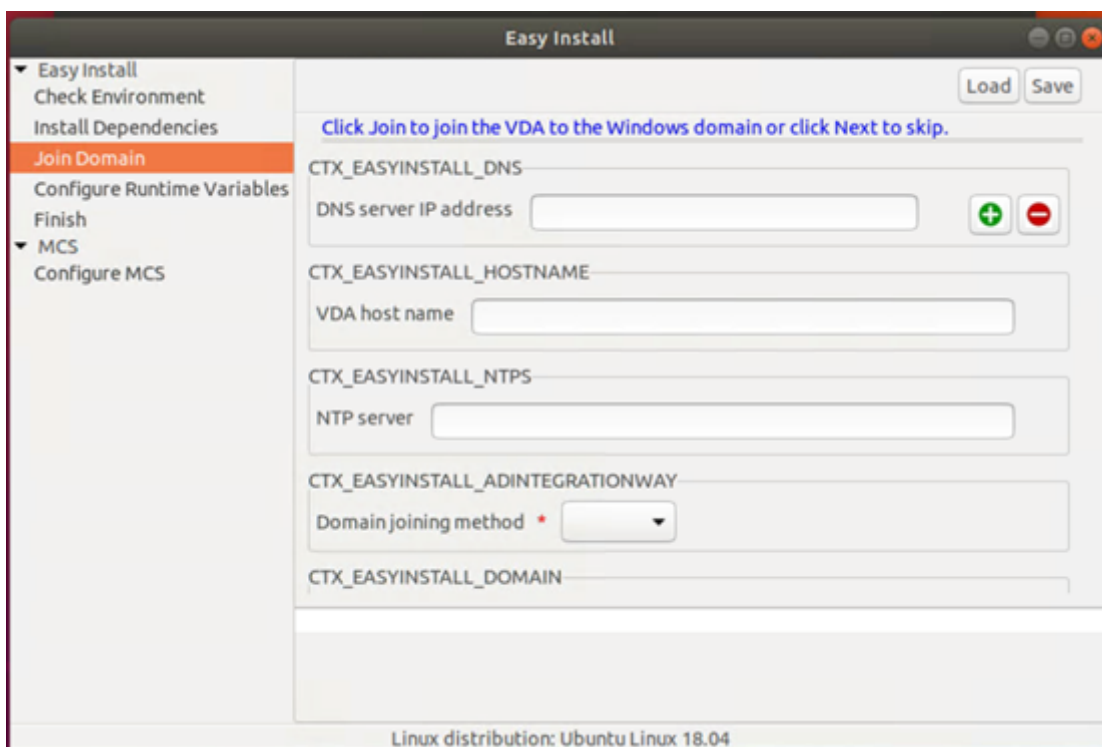 Easy Install
Easy Install
Check Environment
Install Dependencies
Join Domain
Configure Runtime Variables
Finish
MCS
Configure MCS
Load Save
Click Join to join the VDA to the Windows domain or click Next to skip.
CTX_EASYINSTALL_DNS
DNS server IP address
CTX_EASYINSTALL_HOSTNAME
VDA host name
CTX_EASYINSTALL_NTPS
NTP server
CTX_EASYINSTALL_ADINTEGRATIONWAY
Domain joining method *
CTX_EASYINSTALL_DOMAIN
Linux distribution: Ubuntu Linux 18.04